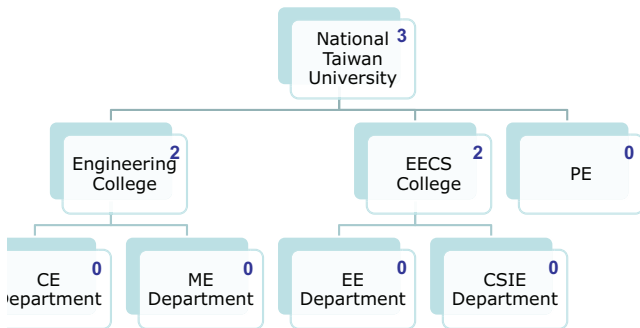 National 3
Taiwan
University
Engineering 2
College
EECS 2
College
PE 0
CE 0
Department
ME 0
Department
EE 0
Department
CSIE 0
Department